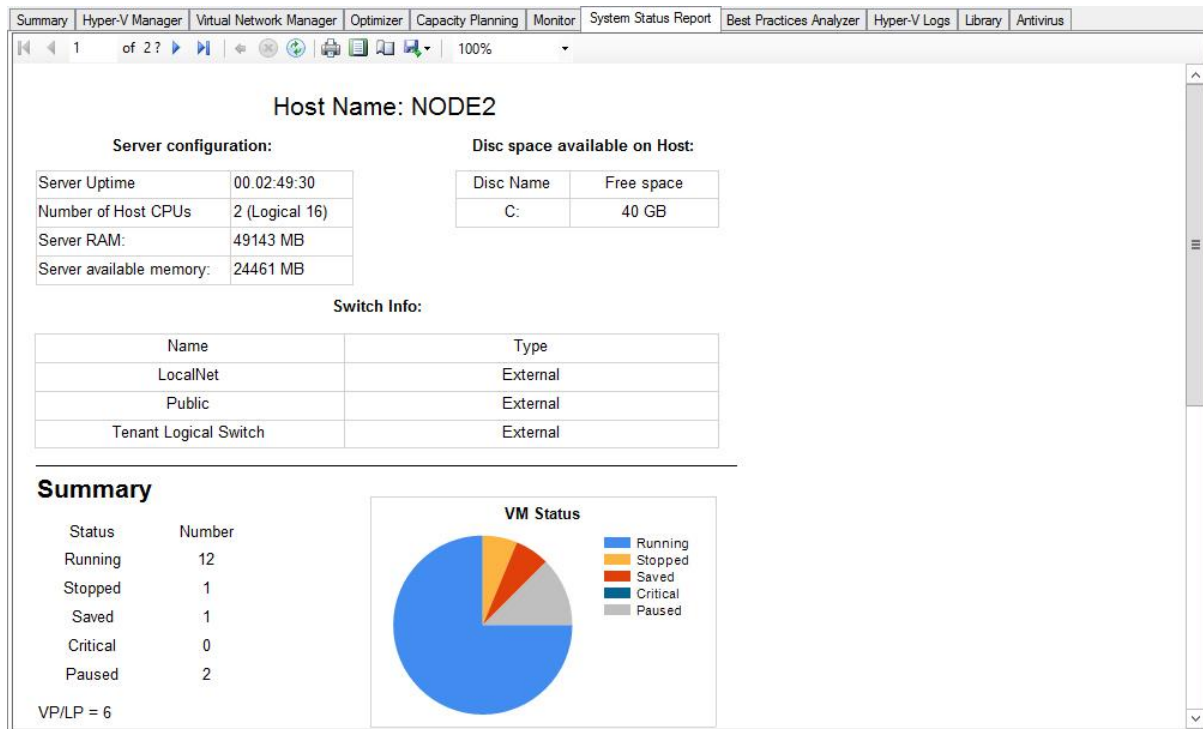 Summary Hyper-V Manager Virtual Network Manager Optimizer Capacity Planning Monitor System Status Report Best Practices Analyzer Hyper-V Logs Library Antivirus
1 of 2 ? 100%
Host Name: NODE2
Server configuration:
Server Uptime 00.02:49:30
Number of Host CPUs 2 (Logical 16)
Server RAM: 49143 MB
Server available memory: 24461 MB
Disc space available on Host:
Disc Name Free space
C: 40 GB
Switch Info:
Name Type
LocalNet External
Public External
Tenant Logical Switch External
Summary
Status Number
Running 12
Stopped 1
Saved 1
Critical 0
Paused 2
VP/LP = 6
VM Status
Running
Stopped
Saved
Critical
Paused